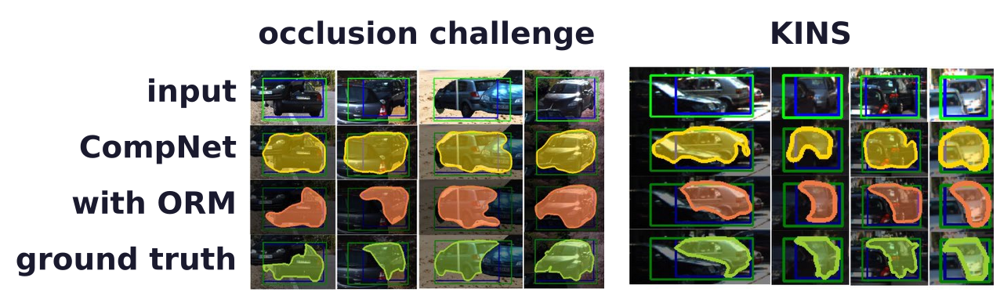 occlusion challenge
KINS
input
CompNet
with ORM
ground truth